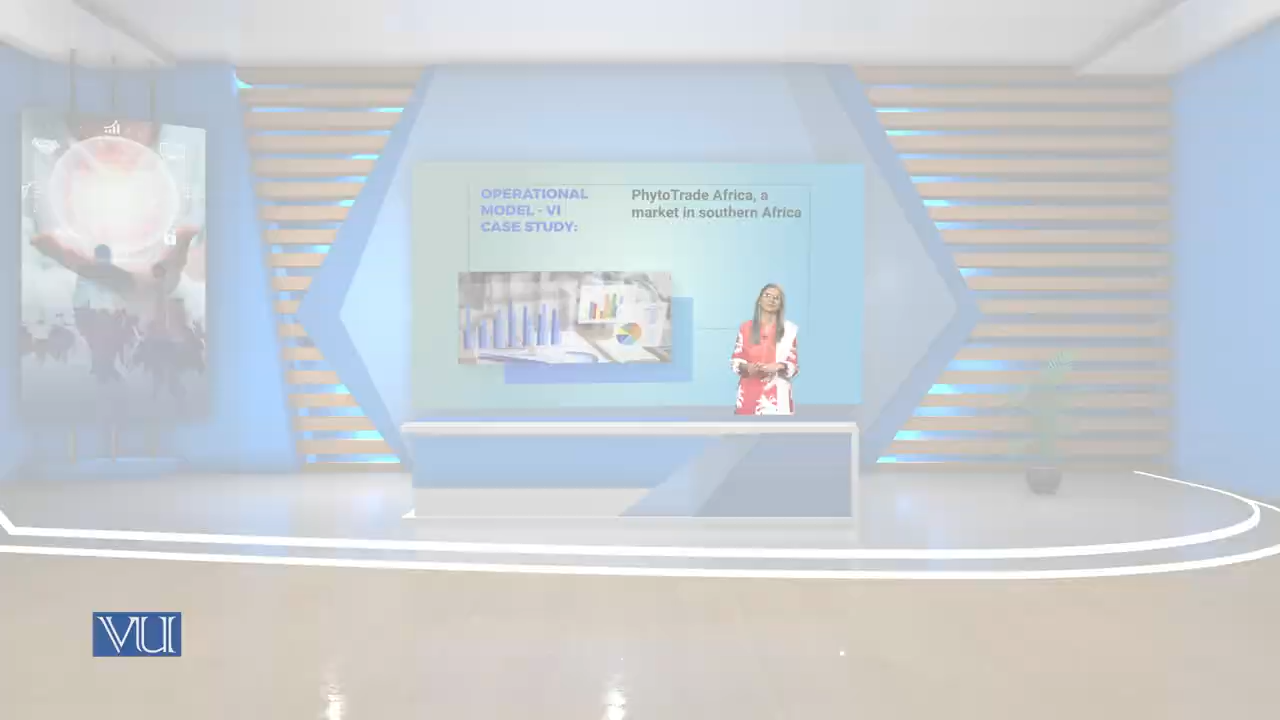 OPERATIONAL
MODEL - VI
CASE STUDY:
PhytoTrade Africa, a
market in southern Africa
VU